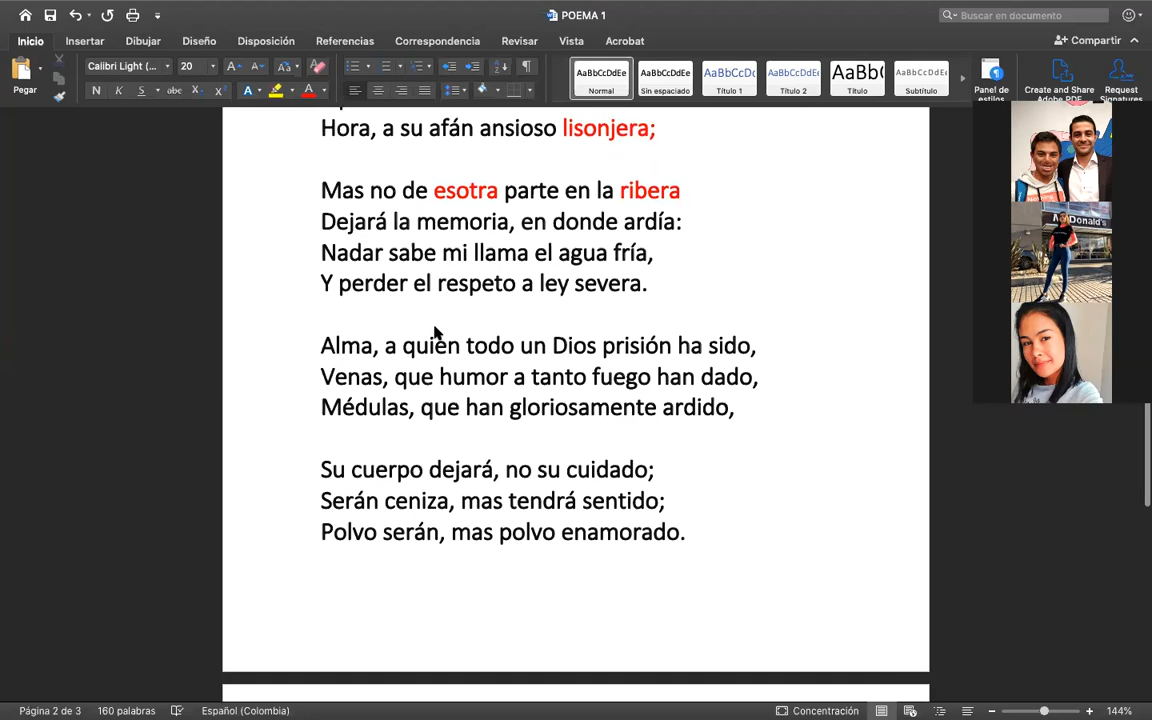 POEMA 1
Buscar en documento
Inicio Insertar Dibujar Diseño Disposición Referencias Correspondencia Revisar Vista Acrobat Compartir
Pegar
Calibri Light (... 20
N K S abc X X A A
AaBbCcDdEe AaBbCcDdEe AaBbCcDc AaBbCcDdEe AaBb( AaBbCcDdEe
Normal Sin espaciado Título 1 Título 2 Título Subtítulo
Panel de estilos
Create and Share Adobe PDF
Request Signatures
Hora, a su afán ansioso lisonjera;
Mas no de esotra parte en la ribera
Dejará la memoria, en donde ardía:
Nadar sabe mi llama el agua fría,
Y perder el respeto a ley severa.
Alma, a quien todo un Dios prisión ha sido,
Venas, que humor a tanto fuego han dado,
Médulas, que han gloriosamente ardido,
Su cuerpo dejará, no su cuidado;
Serán ceniza, mas tendrá sentido;
Polvo serán, mas polvo enamorado.
McDonald's
Página 2 de 3 160 palabras Español (Colombia) Concentración 144%